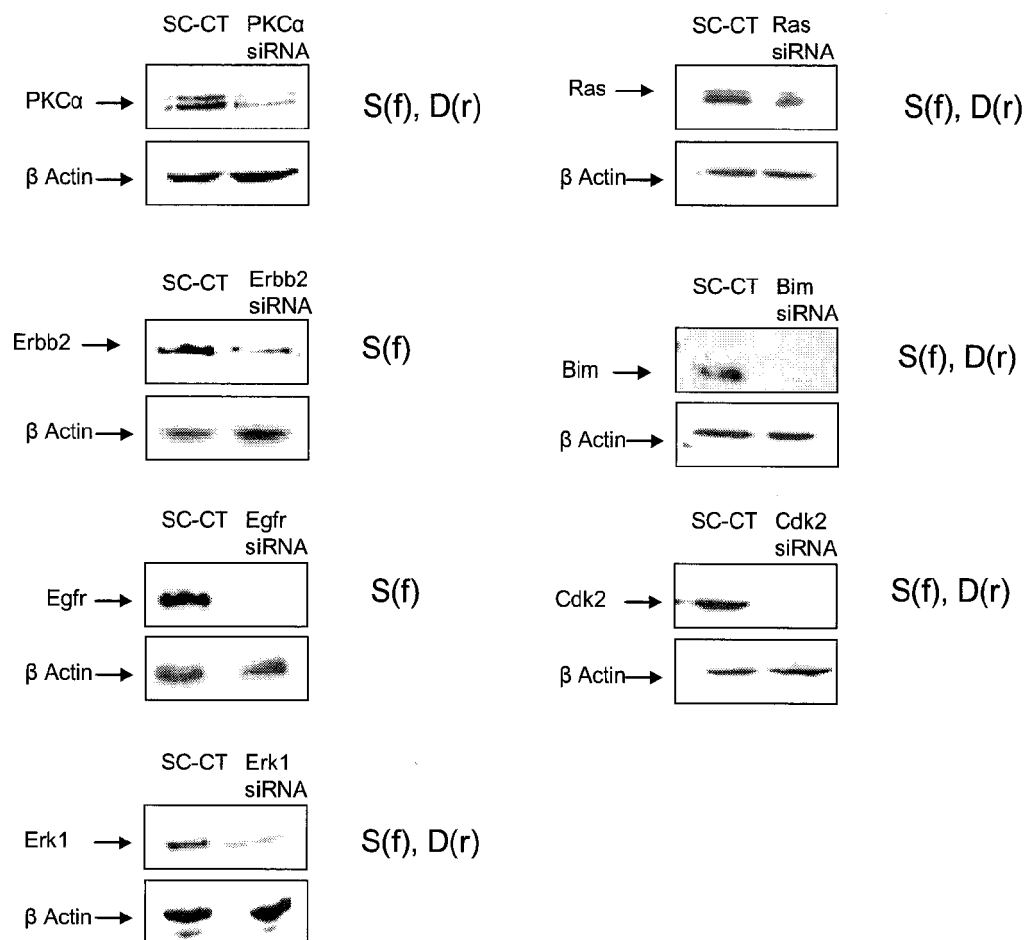 SC-CT PKCα
siRNA
PKCα
S(f), D(r)
β Actin
SC-CT Ras
siRNA
Ras
S(f), D(r)
β Actin
SC-CT Erbb2
siRNA
Erbb2
S(f)
β Actin
SC-CT Bim
siRNA
Bim
S(f), D(r)
β Actin
SC-CT Egfr
siRNA
Egfr
S(f)
β Actin
SC-CT Cdk2
siRNA
Cdk2
S(f), D(r)
β Actin
SC-CT Erk1
siRNA
Erk1
S(f), D(r)
β Actin